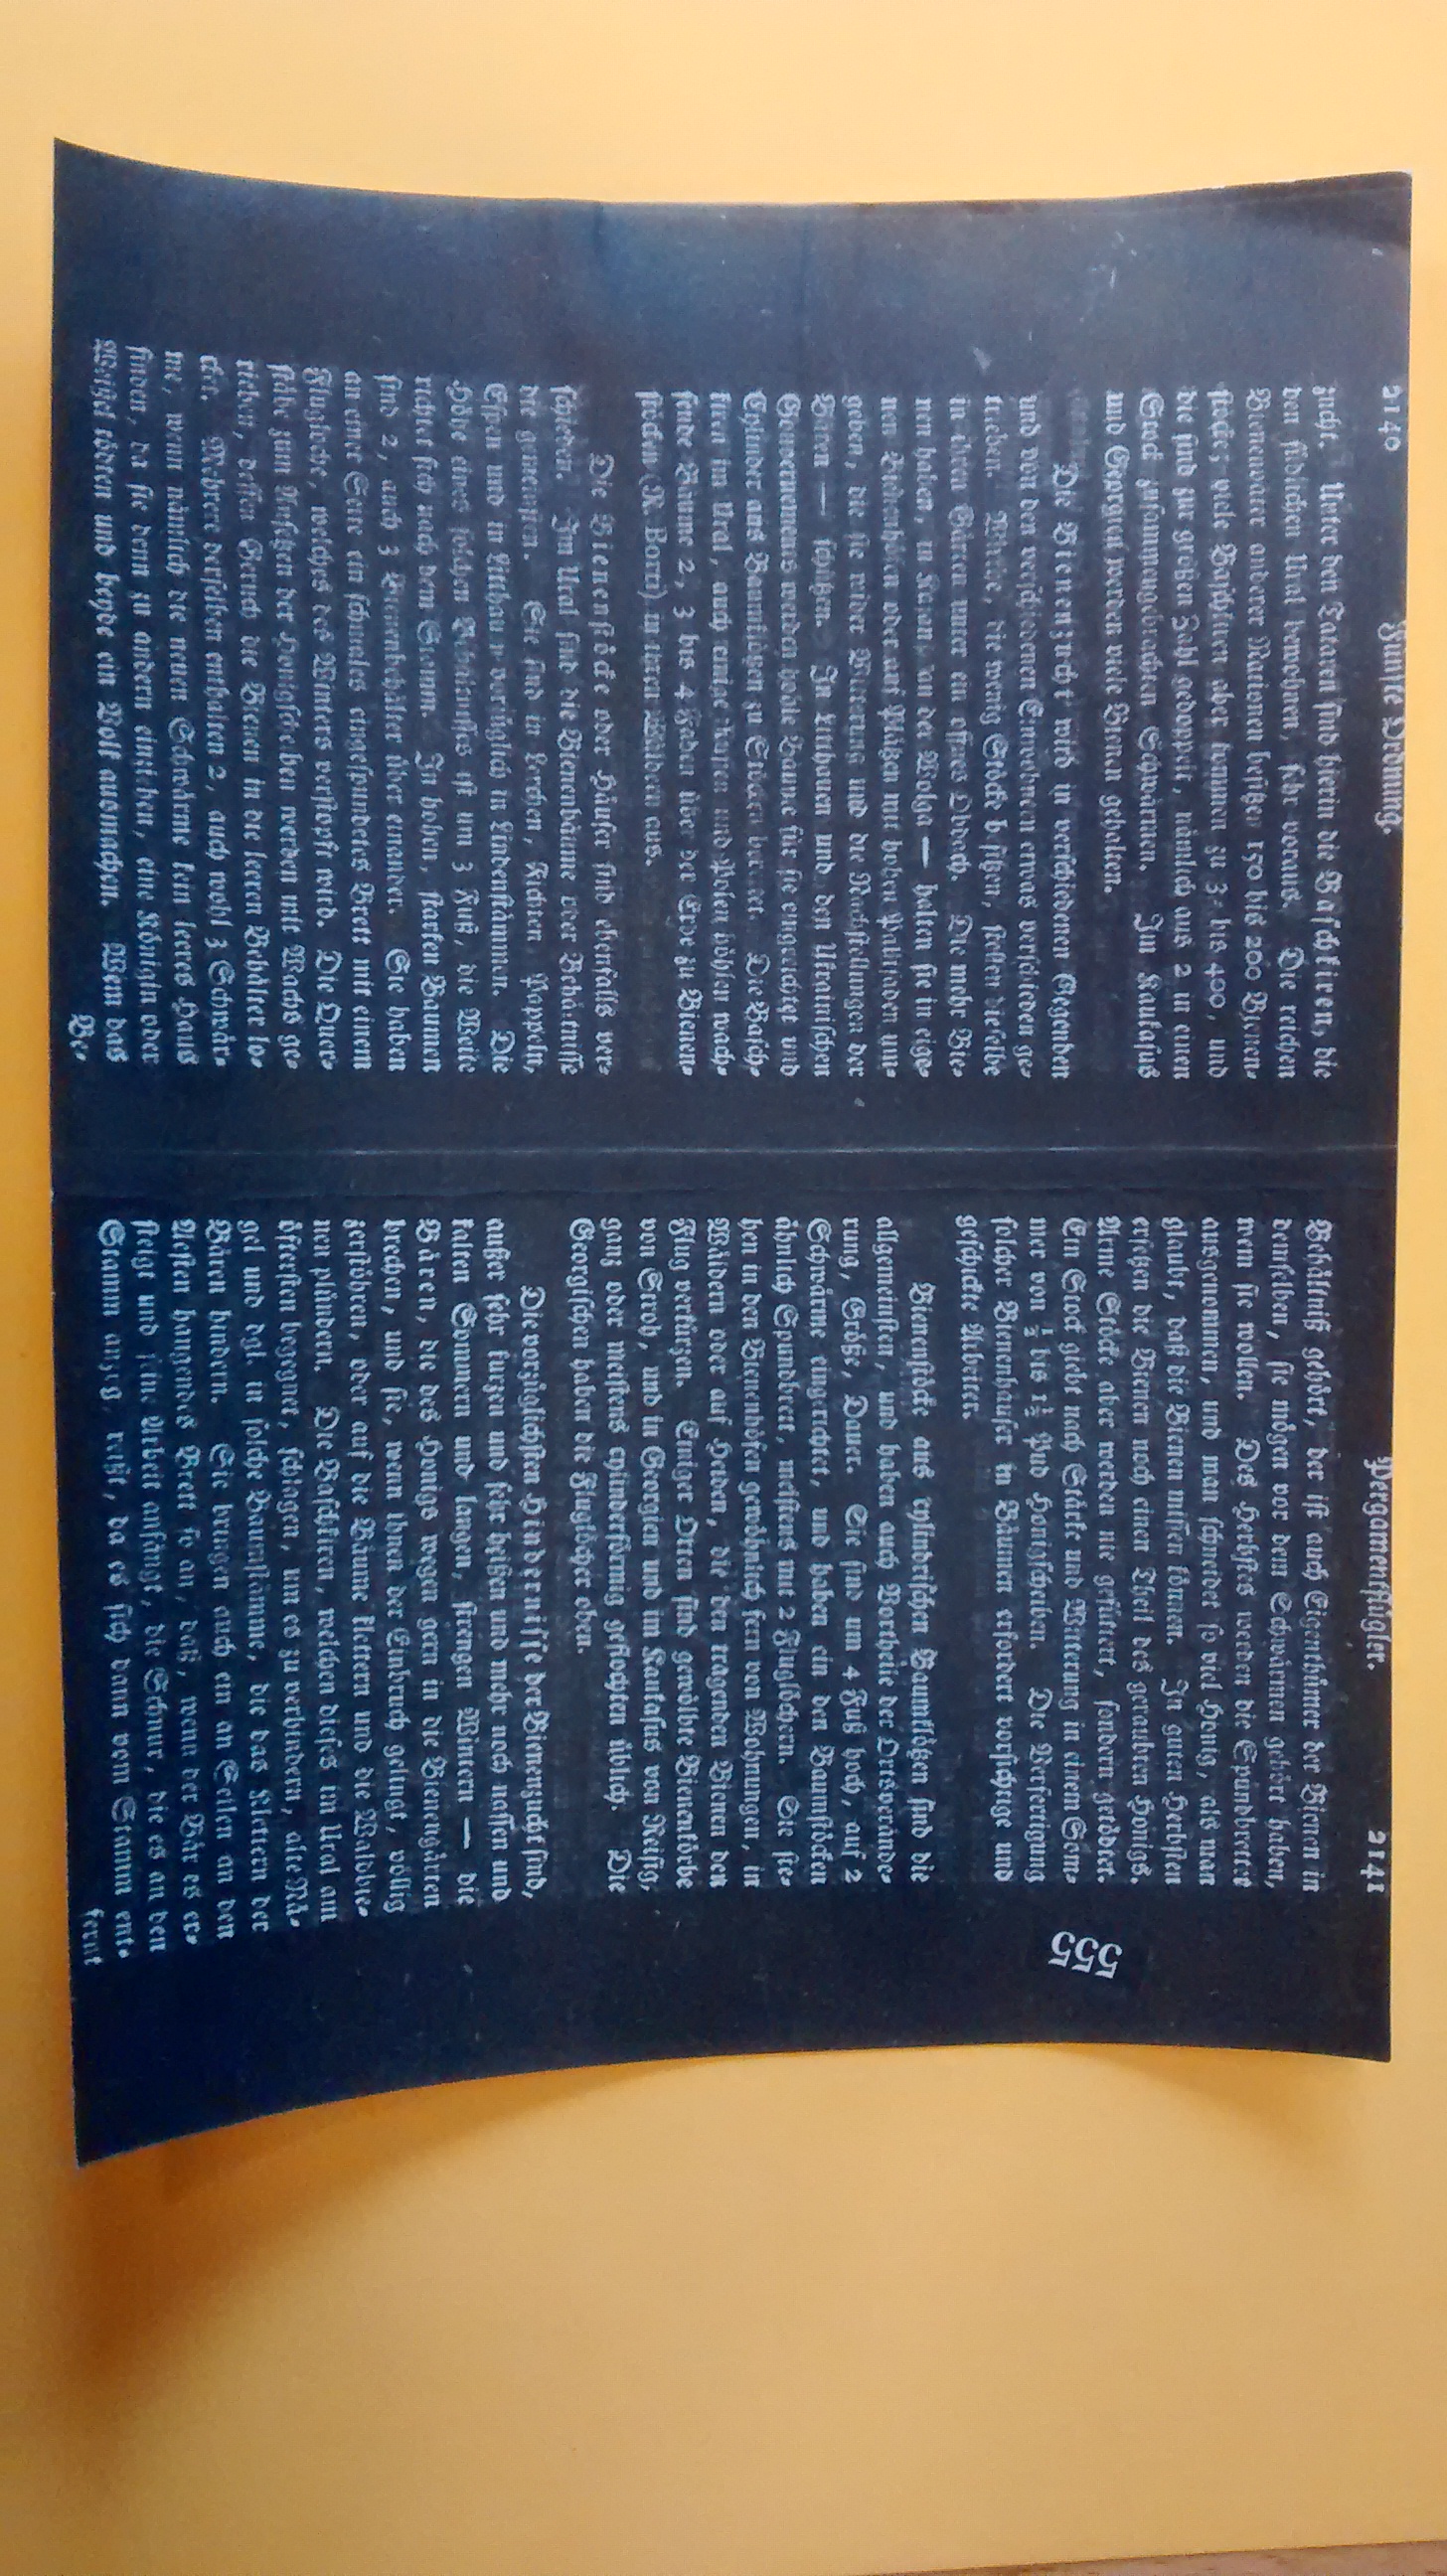 2140 Fünfte Ordnung.
zucht. Unter den Tataren sind hierin die Baschkiren, die
den südlichen Ural bewohnen, sehr voraus. Die reichen
Bienenväter anderer Nationen besitzen 150 bis 200 Bienen-
stöcke; viele Baschkiren aber kommen zu 3 bis 400, und
die sind zu großen Zahl gedoppelt, nämlich aus 2 in einen
Stock zusammengebrachten Schwärmen. Im Kaukasus
und Georgien werden viele Bienen gehalten.
Die Bienenzucht wird in verschiedenen Gegenden
und von den verschiedenen Einwohnern etwas verschieden ge-
trieben. Wirthe, die wenig Stöcke besitzen, stellen dieselbe
in ihren Gärten unter ein offnes Obdach. Die mehr Bie-
nen haben, in Kasan an der Wolga — halten sie in eige-
nen Bienenhöfen oder auf Plätzen mit hohen Pallisaden um-
geben, die sie wider Witterung und die Nachstellungen der
Bären — schützen. In Litthauen und den Ukrainischen
Gouvernements werden hohle Bäume für sie eingerichtet und
Cylinder aus Baumklötzen zu Stöcken bereitet. Die Basch-
kiren im Ural, auch einige Russen und Polen höhlen wach-
sende Bäume 2, 3 bis 4 Faden über der Erde zu Bienen-
stöcken (R. Borti) in ihren Wäldern aus.
Die Bienenstöcke oder Häuser sind ebenfalls ver-
schieden. Im Ural sind die Bienenbäume oder Behältnisse
die gemeinsten. Sie sind in Lerchen, Fichten, Pappeln,
Espen und in Litthauen vorzüglich in Lindenstämmen. Die
Höhe eines solchen Behältnisses ist um 3 Fuß, die Weite
richtet sich nach dem Stamm. In hohen, starken Bäumen
sind 2, auch 3 Bienenbehälter über einander. Sie haben
an einer Seite ein schmales eingespundetes Brett mit einem
Flugloche, welches des Winters verstopft wird. Die Quer-
stäbe zum Ansetzen der Honigscheiben werden mit Wachs ge-
rieben, dessen Geruch die Bienen in die leeren Behälter lo-
cket. Mehrere derselben enthalten 2, auch wohl 3 Schwär-
me, wenn nämlich die neuen Schwärme kein leeres Haus
finden, da sie denn zu andern einziehen, eine Königin oder
Weisel tödten und beyde ein Volk ausmachen. Wem das
Be-
Pergamentflügler. 2141
Behältniß gehört, der ist auch Eigenthümer der Bienen in
demselben, sie mögen vor dem Schwärmen gehört haben,
wem sie wollen. Des Herbstes werden die Spundbretter
ausgenommen, und man schneidet so viel Honig, als man
glaubt, daß die Bienen missen können. In guten Herbsten
ersetzen die Bienen noch einen Theil des geraubten Honigs.
Arme Stöcke aber werden nie gefüttert, sondern getödtet.
Ein Stock giebt nach Stärke und Witterung in einem Som-
mer von ½ bis 1½ Pud Honigscheiben. Die Verfertigung
solcher Bienenhäuser in Bäumen erfordert vorsichtige und
geschickte Arbeiter.
Bienenstöcke aus cylindrischen Baumklötzen sind die
allgemeinsten, und haben auch Vortheile der Ortsverände-
rung, Größe, Dauer. Sie sind um 4 Fuß hoch, auf 2
Schwärme eingerichtet, und haben ein den Baumstöcken
ähnlich Spundbrett, meistens mit 2 Fluglöchern. Sie ste-
hen in den Bienenhöfen gewöhnlich fern von Wohnungen, in
Wäldern oder auf Heiden, die den tragenden Bienen den
Flug verkürzen. Einiger Orten sind gewölbte Bienenkörbe
von Stroh, und in Georgien und im Kaukasus von Reisig,
ganz oder meistens cylinderförmig geflochten üblich. Die
Georgischen haben die Fluglöcher oben.
Die vorzüglichsten Hindernisse der Bienenzucht sind,
außer sehr kurzen und sehr heißen und mehr noch nassen und
kalten Sommern und langen, strengen Wintern — die
Bären, die des Honigs wegen gern in die Bienengärten
brechen, und sie, wann ihnen der Einbruch gelingt, völlig
zerstöhren, oder auf die Bäume klettern und die Waldbie-
nen plündern. Die Baschkiren, welchen dieses im Ural am
öftersten begegnet, schlagen, um es zu verhindern, alte Nä-
gel und dgl. in solche Baumstämme, die das Klettern der
Bären hindern. Sie bringen auch ein an Seilen an den
Aesten hangendes Brett so an, daß, wenn der Bär es er-
steigt und seine Arbeit anfängt, die Schnur, die es an den
Stamm anzog, reißt, da es sich dann vom Stamm ent-
fernt
555